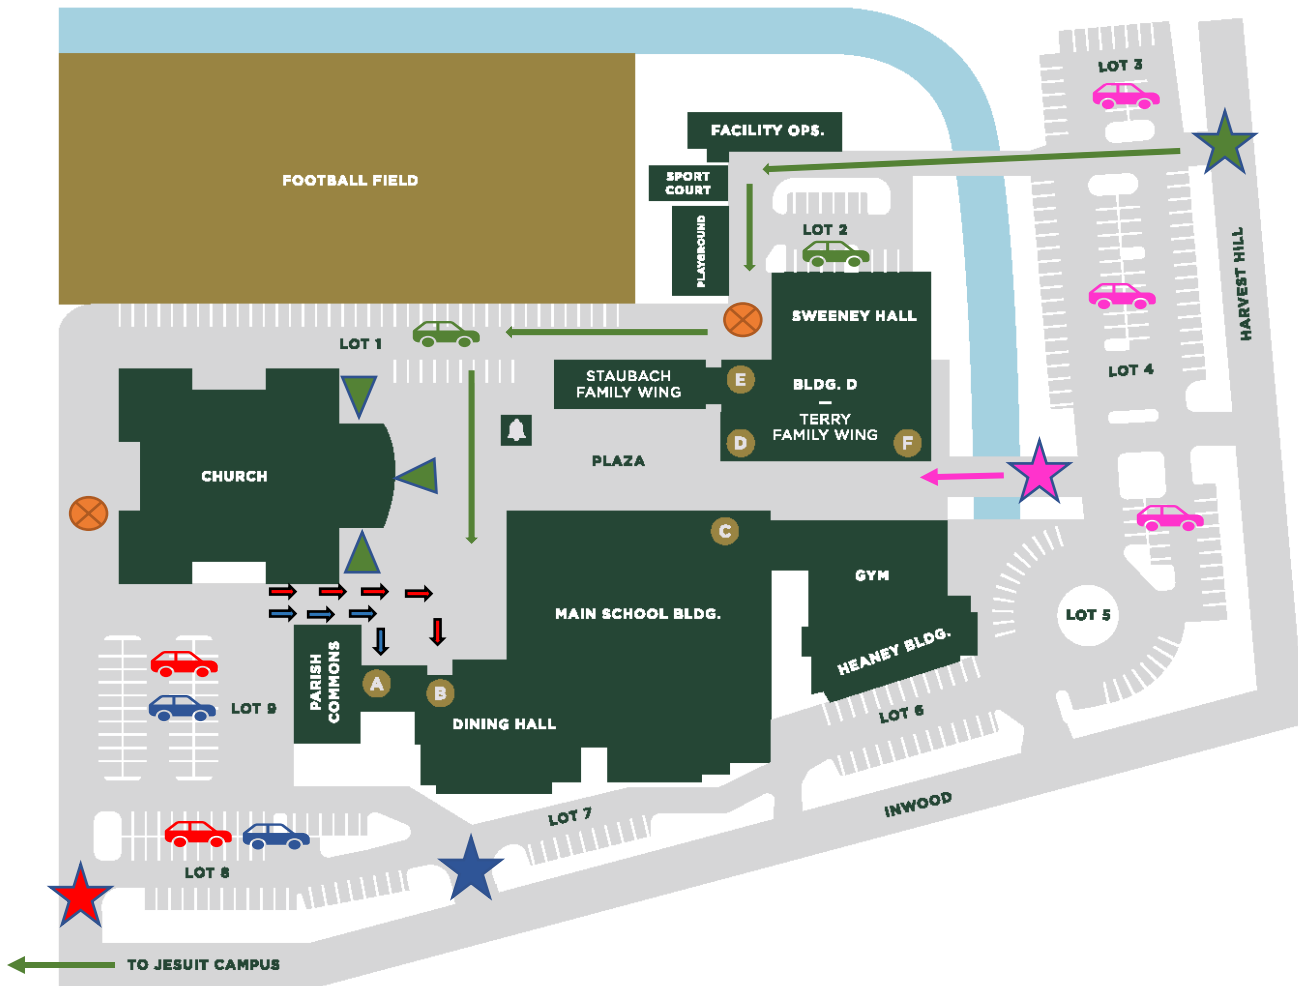 LOT 3
FACILITY OPS.
SPORT
COURT
FOOTBALL FIELD
PLAYGROUND
LOT 2
HARVEST HILL
SWEENEY HALL
LOT 1
LOT 4
STAUBACH
FAMILY WING
E
BLDG. D
—
TERRY
FAMILY WING
D
F
PLAZA
CHURCH
C
GYM
MAIN SCHOOL BLDG.
LOT 5
HEANEY BLDG.
PARISH
COMMONS
A
B
LOT 9
DINING HALL
LOT 6
INWOOD
LOT 7
LOT 8
TO JESUIT CAMPUS